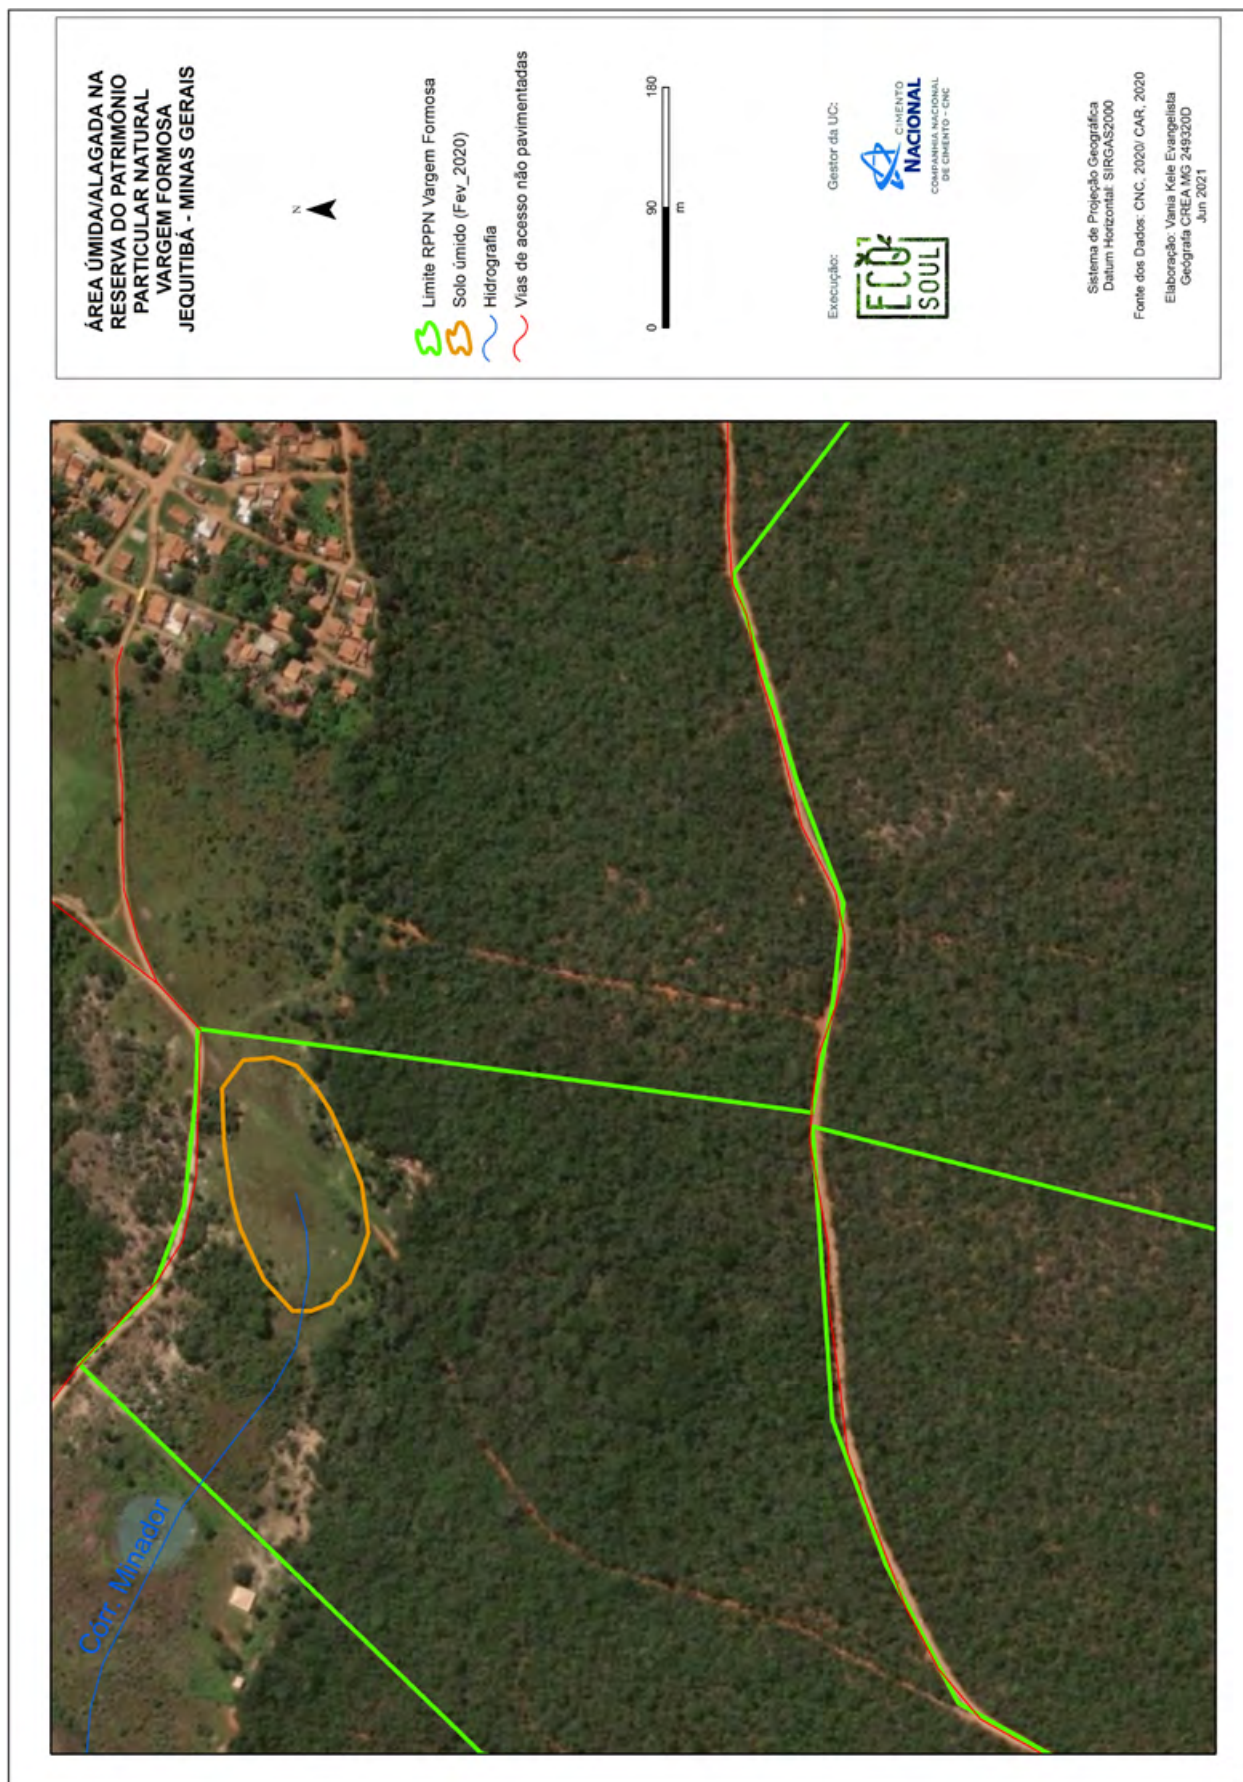 ÁREA ÚMIDA/ALAGADA NA
RESERVA DO PATRIMÔNIO
PARTICULAR NATURAL
VARGEM FORMOSA
JEQUITIBÁ - MINAS GERAIS
N
Limite RPPN Vargem Formosa
Solo úmido (Fev_2020)
Hidrografia
Vias de acesso não pavimentadas
0 90 180
m
Execução:
ECO
SOUL
Gestor da UC:
CIMENTO
NACIONAL
COMPANHIA NACIONAL
DE CIMENTO - CNC
Sistema de Projeção Geográfica
Datum Horizontal: SIRGAS2000
Fonte dos Dados: CNC, 2020/ CAR, 2020
Elaboração: Vania Kele Evangelista
Geógrafa CREA MG 249320D
Jun 2021
Córr. Minador